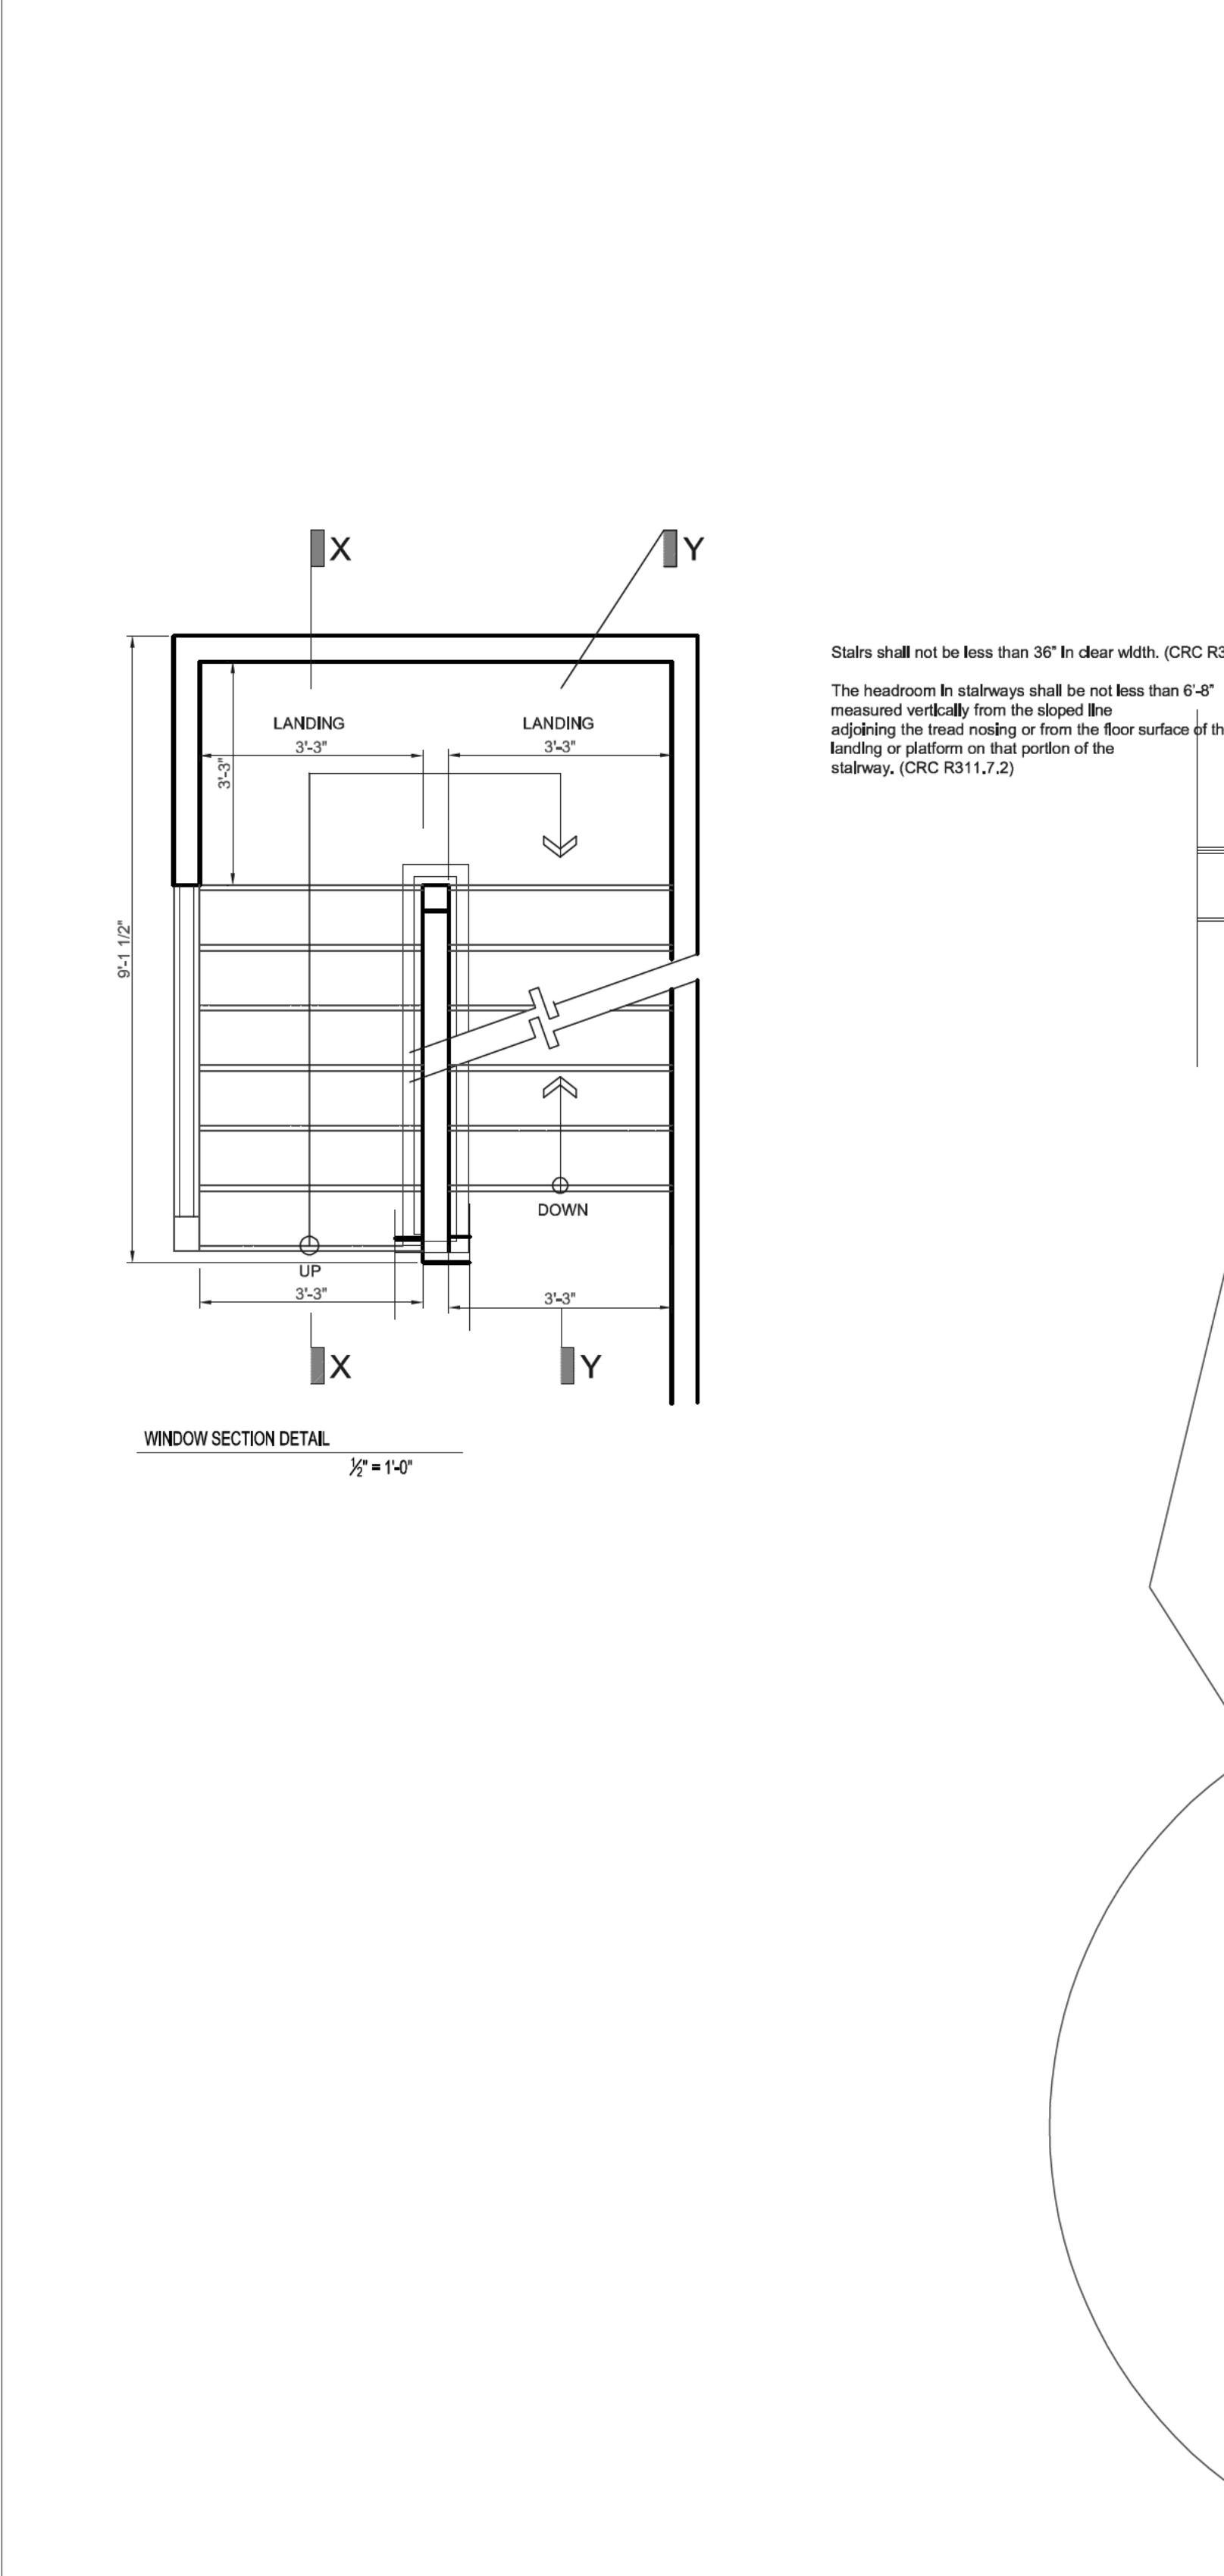 X
Y
Stairs shall not be less than 36" in clear width. (CRC R3
The headroom in stairways shall be not less than 6'-8"
measured vertically from the sloped line
adjoining the tread nosing or from the floor surface of th
landing or platform on that portion of the
stairway. (CRC R311.7.2)
LANDING
3'-3"
LANDING
3'-3"
3'-3"
9'-1 1/2"
DOWN
UP
3'-3"
3'-3"
X
Y
WINDOW SECTION DETAIL
½" = 1'-0"